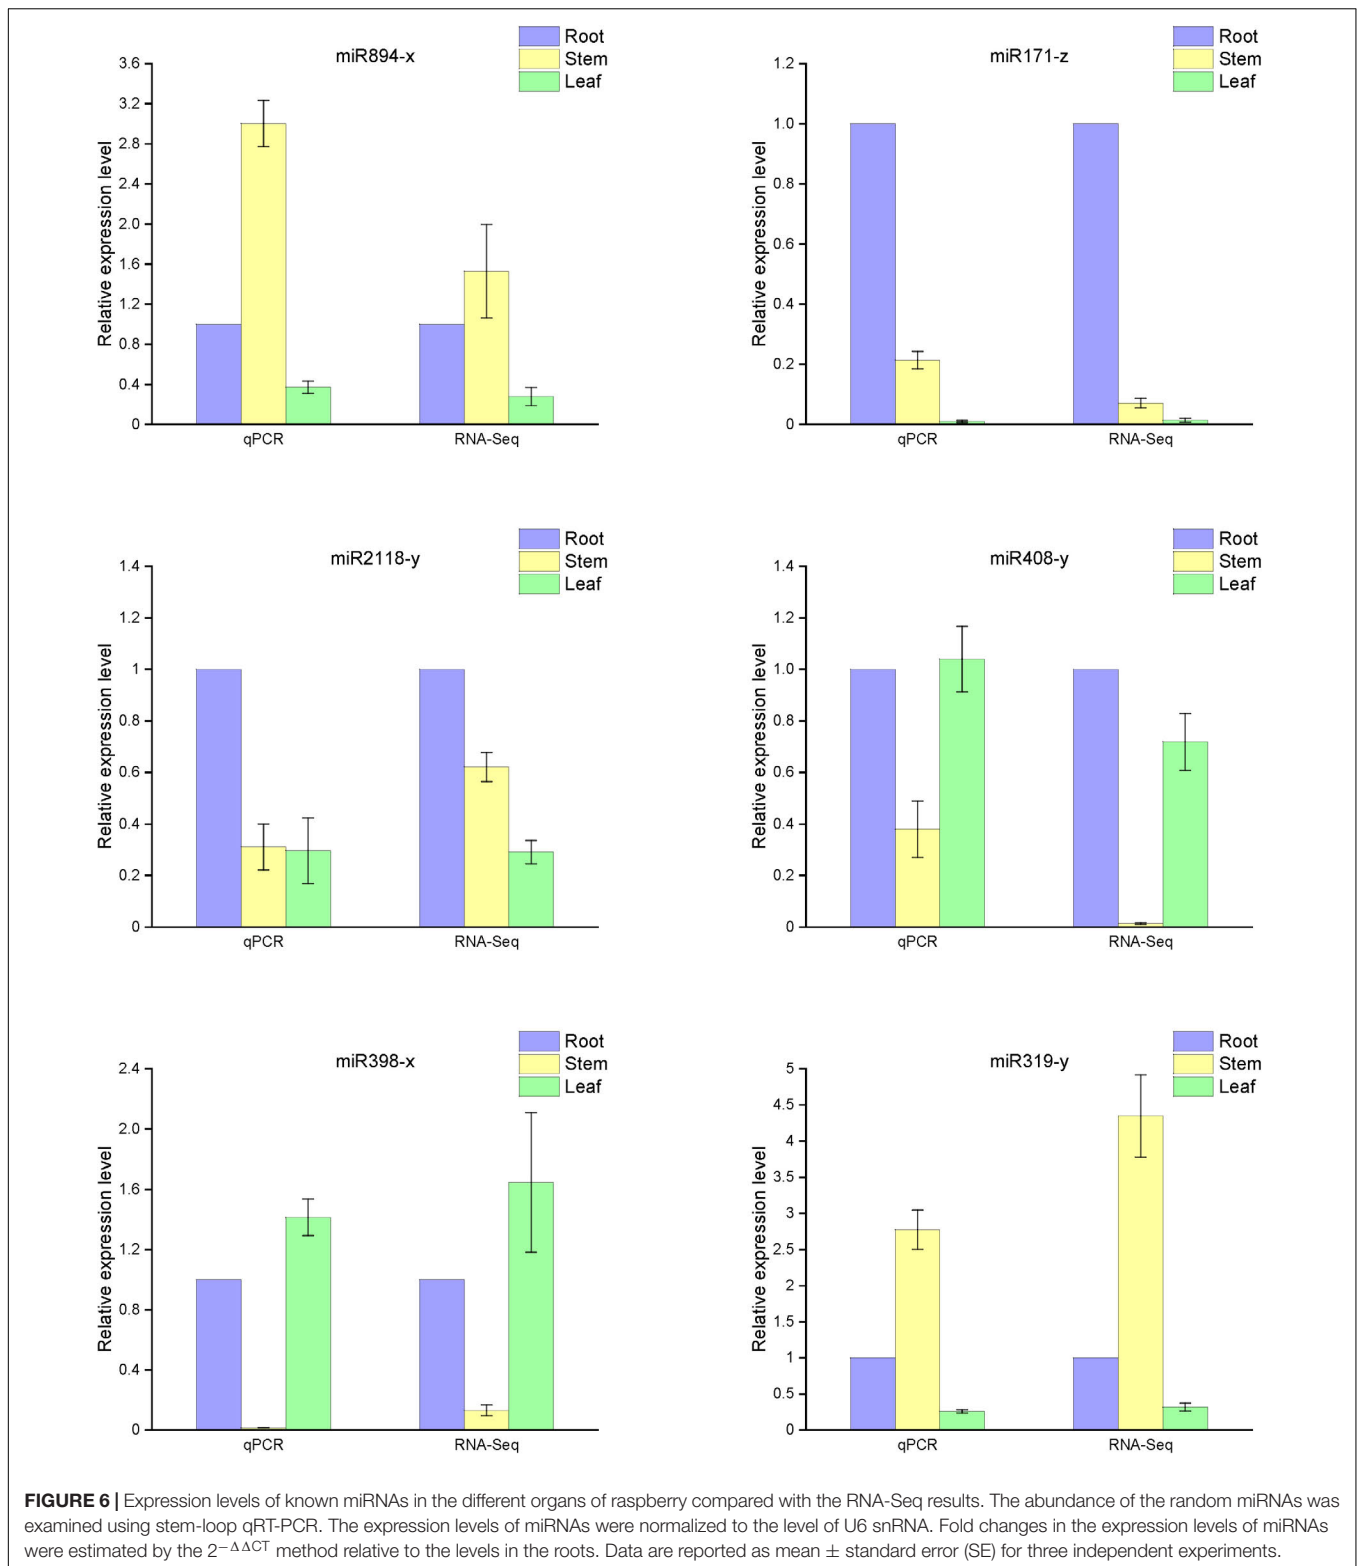 miR894-x
Root
Stem
Leaf
3.6
3.2
2.8
2.4
2.0
1.6
1.2
0.8
0.4
0
Relative expression level
qPCR
RNA-Seq
miR171-z
Root
Stem
Leaf
1.2
1.0
0.8
0.6
0.4
0.2
0
Relative expression level
qPCR
RNA-Seq
miR2118-y
Root
Stem
Leaf
1.4
1.2
1
0.8
0.6
0.4
0.2
0
Relative expression level
qPCR
RNA-Seq
miR408-y
Root
Stem
Leaf
1.4
1.2
1.0
0.8
0.6
0.4
0.2
0
Relative expression level
qPCR
RNA-Seq
miR398-x
Root
Stem
Leaf
2.4
2.0
1.6
1.2
0.8
0.4
0
Relative expression level
qPCR
RNA-Seq
miR319-y
Root
Stem
Leaf
5
4.5
4
3.5
3
2.5
2
1.5
1
0.5
0
Relative expression level
qPCR
RNA-Seq
FIGURE 6 | Expression levels of known miRNAs in the different organs of raspberry compared with the RNA-Seq results. The abundance of the random miRNAs was
examined using stem-loop qRT-PCR. The expression levels of miRNAs were normalized to the level of U6 snRNA. Fold changes in the expression levels of miRNAs
were estimated by the 2−ΔΔCT method relative to the levels in the roots. Data are reported as mean ± standard error (SE) for three independent experiments.